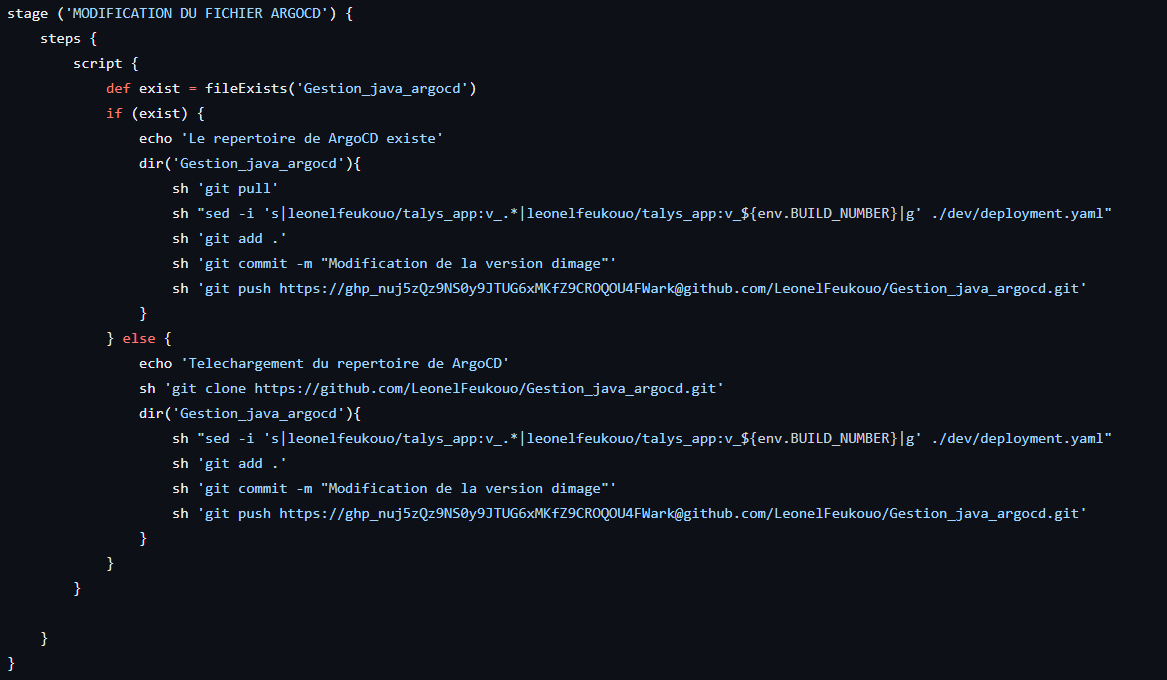 stage ('MODIFICATION DU FICHIER ARGOCD') {
steps {
script {
def exist = fileExists('Gestion_java_argocd')
if (exist) {
echo 'Le repertoire de ArgoCD existe'
dir('Gestion_java_argocd'){
sh 'git pull'
sh "sed -i 's|leonelfeukouo/talys_app:v_.*|leonelfeukouo/talys_app:v_${env.BUILD_NUMBER}|g' ./dev/deployment.yaml"
sh 'git add .'
sh 'git commit -m "Modification de la version dimage"'
sh 'git push https://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@github.com/LeonelFeukouo/Gestion_java_argocd.git'
}
} else {
echo 'Telechargement du repertoire de ArgoCD'
sh 'git clone https://github.com/LeonelFeukouo/Gestion_java_argocd.git'
dir('Gestion_java_argocd'){
sh "sed -i 's|leonelfeukouo/talys_app:v_.*|leonelfeukouo/talys_app:v_${env.BUILD_NUMBER}|g' ./dev/deployment.yaml"
sh 'git add .'
sh 'git commit -m "Modification de la version dimage"'
sh 'git push https://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@github.com/LeonelFeukouo/Gestion_java_argocd.git'
}
}
}
}
}